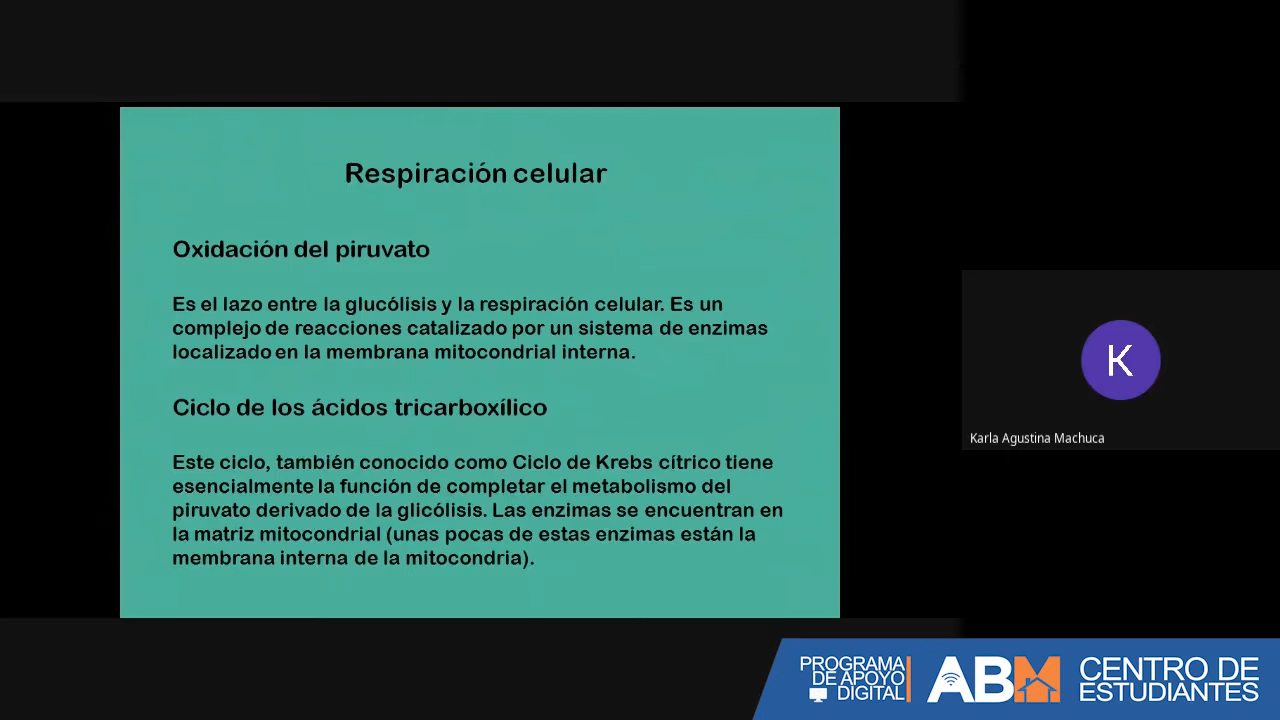 Respiración celular
Oxidación del piruvato
Es el lazo entre la glucólisis y la respiración celular. Es un
complejo de reacciones catalizado por un sistema de enzimas
localizado en la membrana mitocondrial interna.
Ciclo de los ácidos tricarboxílico
Este ciclo, también conocido como Ciclo de Krebs cítrico tiene
esencialmente la función de completar el metabolismo del
piruvato derivado de la glicólisis. Las enzimas se encuentran en
la matriz mitocondrial (unas pocas de estas enzimas están la
membrana interna de la mitocondria).
K
Karla Agustina Machuca
PROGRAMA
DE APOYO
DIGITAL
ABM
CENTRO DE
ESTUDIANTES